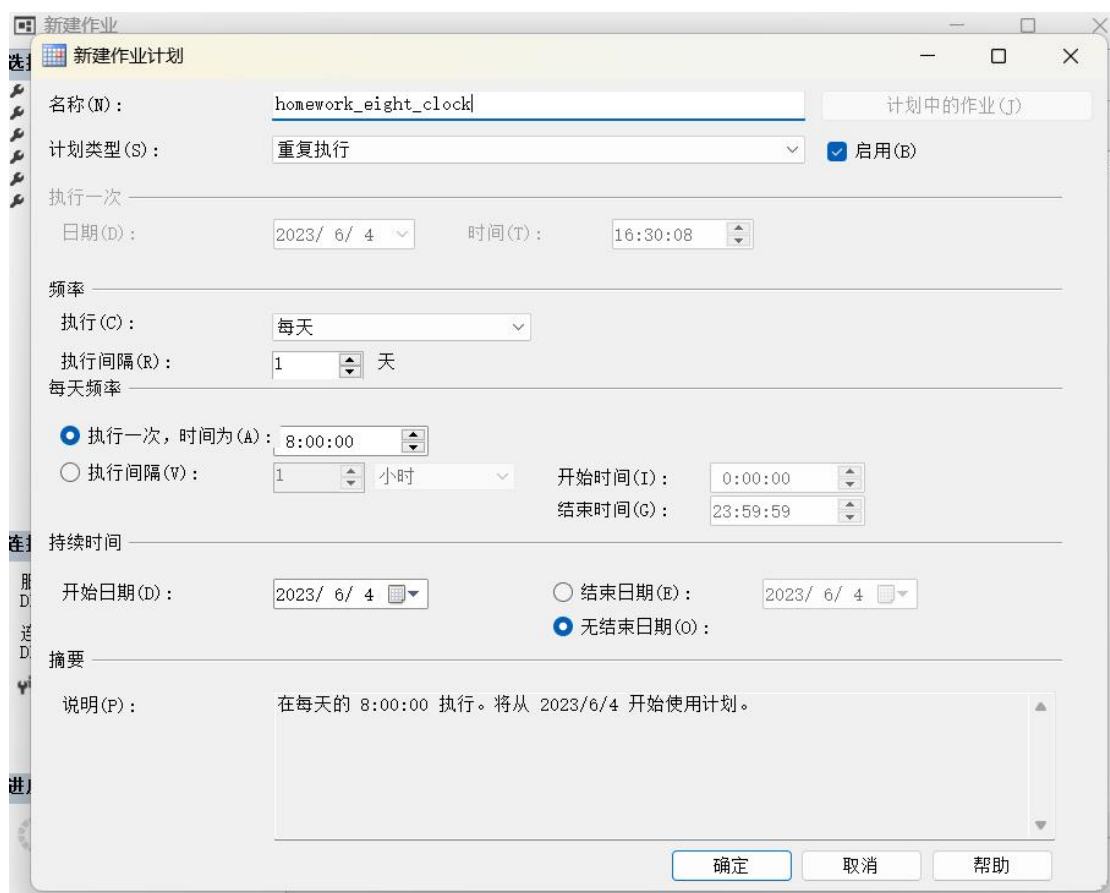 新建作业
新建作业计划
名称(N): homework_eight_clock 计划中的作业(J)
计划类型(S): 重复执行 启用(B)
执行一次
日期(D): 2023/ 6/ 4 时间(T): 16:30:08
频率
执行(C): 每天
执行间隔(R): 1 天
每天频率
执行一次，时间为(A): 8:00:00
执行间隔(V): 1 小时 开始时间(I): 0:00:00
结束时间(G): 23:59:59
持续时间
开始日期(D): 2023/ 6/ 4 结束日期(E): 2023/ 6/ 4
无结束日期(O):
摘要
说明(P): 在每天的 8:00:00 执行。将从 2023/6/4 开始使用计划。
确定 取消 帮助